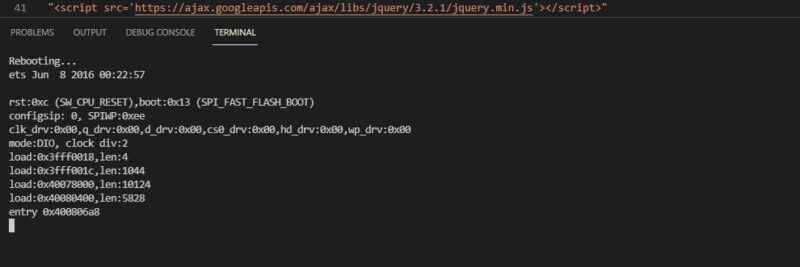 41 "<script src='https://ajax.googleapis.com/ajax/libs/jquery/3.2.1/jquery.min.js'></script>"
PROBLEMS OUTPUT DEBUG CONSOLE TERMINAL
Rebooting...
ets Jun  8 2016 00:22:57
rst:0xc (SW_CPU_RESET),boot:0x13 (SPI_FAST_FLASH_BOOT)
configsip: 0, SPIWP:0xee
clk_drv:0x00,q_drv:0x00,d_drv:0x00,cs0_drv:0x00,hd_drv:0x00,wp_drv:0x00
mode:DIO, clock div:2
load:0x3fff0018,len:4
load:0x3fff001c,len:1044
load:0x40078000,len:10124
load:0x40080400,len:5828
entry 0x400806a8